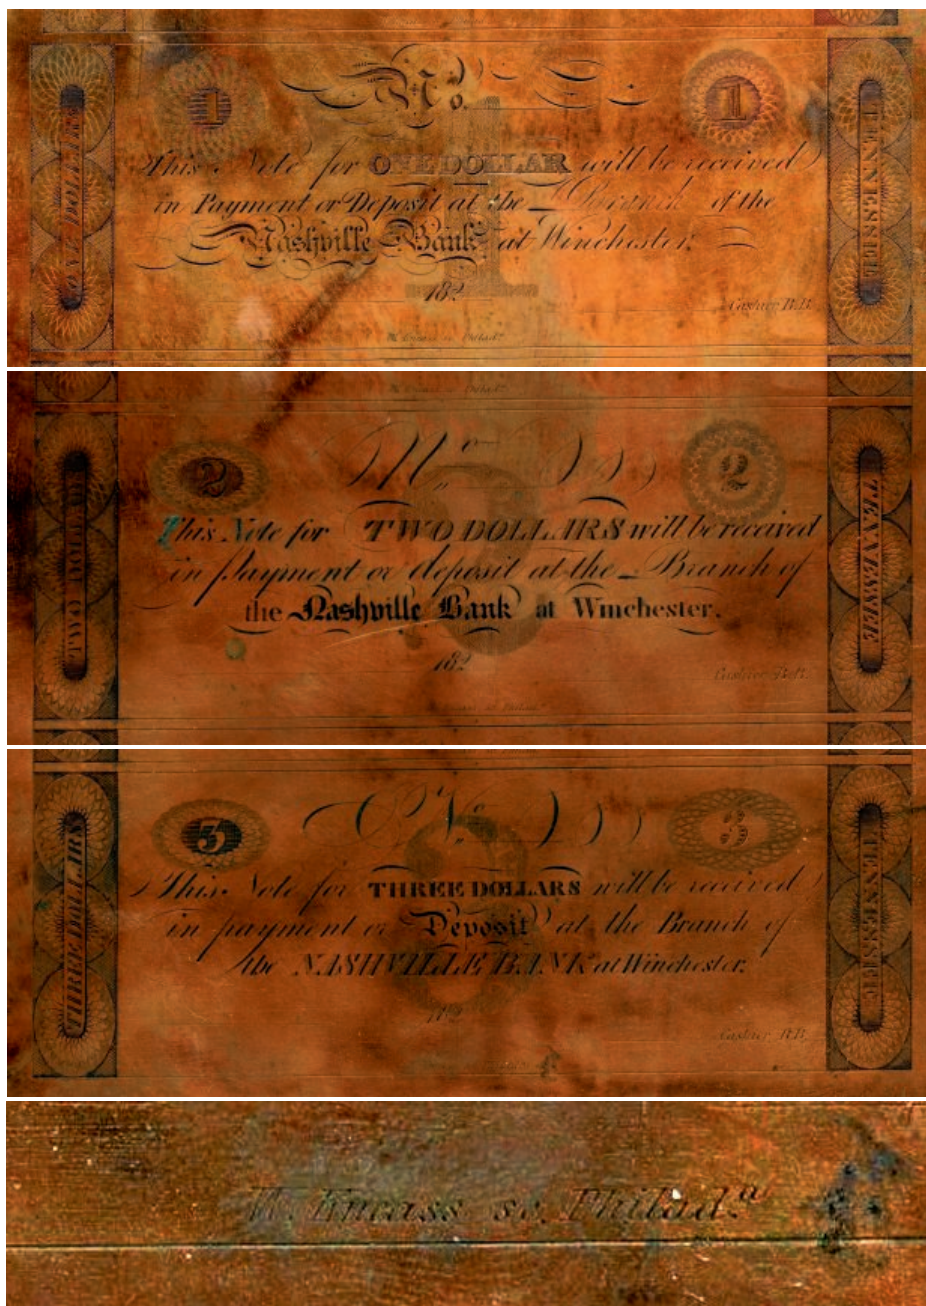 ONE DOLLAR
1
No.
1
TENNESSEE
This Note for ONE DOLLAR will be received
in Payment or Deposit at the Branch of the
Nashville Bank at Winchester.
182
Cashier B.B.
TWO DOLLARS
2
No.
2
TENNESSEE
This Note for TWO DOLLARS will be received
in payment or deposit at the Branch of
the Nashville Bank at Winchester.
182
Cashier B.B.
THREE DOLLARS
3
No.
3
TENNESSEE
This Note for THREE DOLLARS will be received
in payment or Deposit at the Branch of
the NASHVILLE BANK at Winchester.
182
Cashier B.B.
W. Kneass sc. Philad.a